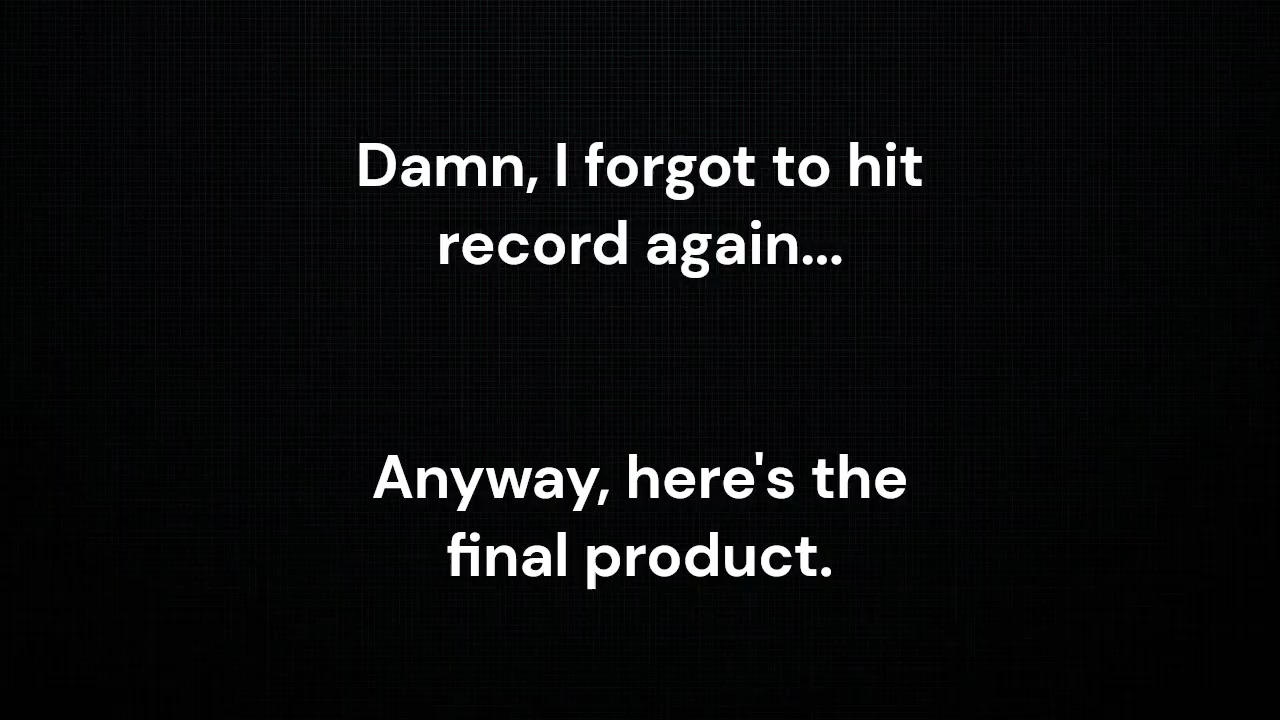 Damn, I forgot to hit
record again...
Anyway, here's the
final product.